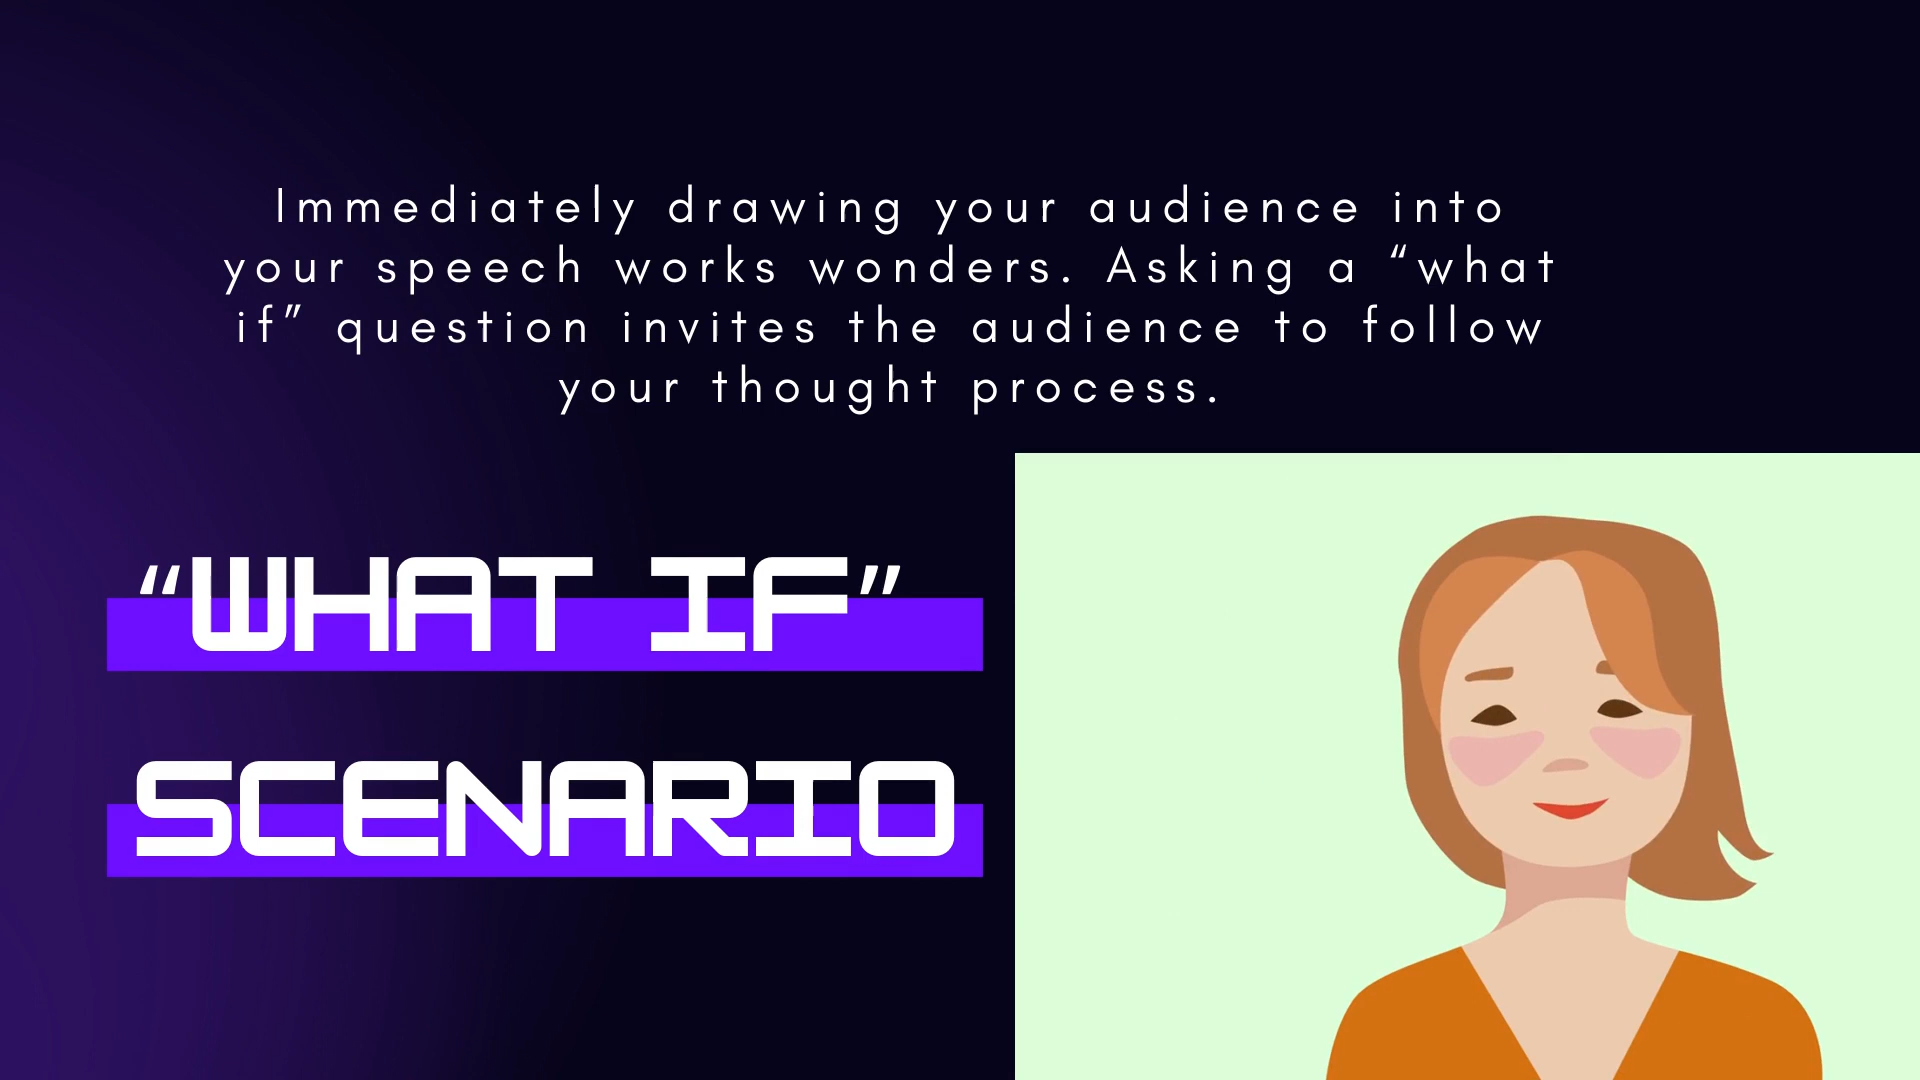 Immediately drawing your audience into
your speech works wonders. Asking a “what
if” question invites the audience to follow
your thought process.
“WHAT IF”
SCENARIO